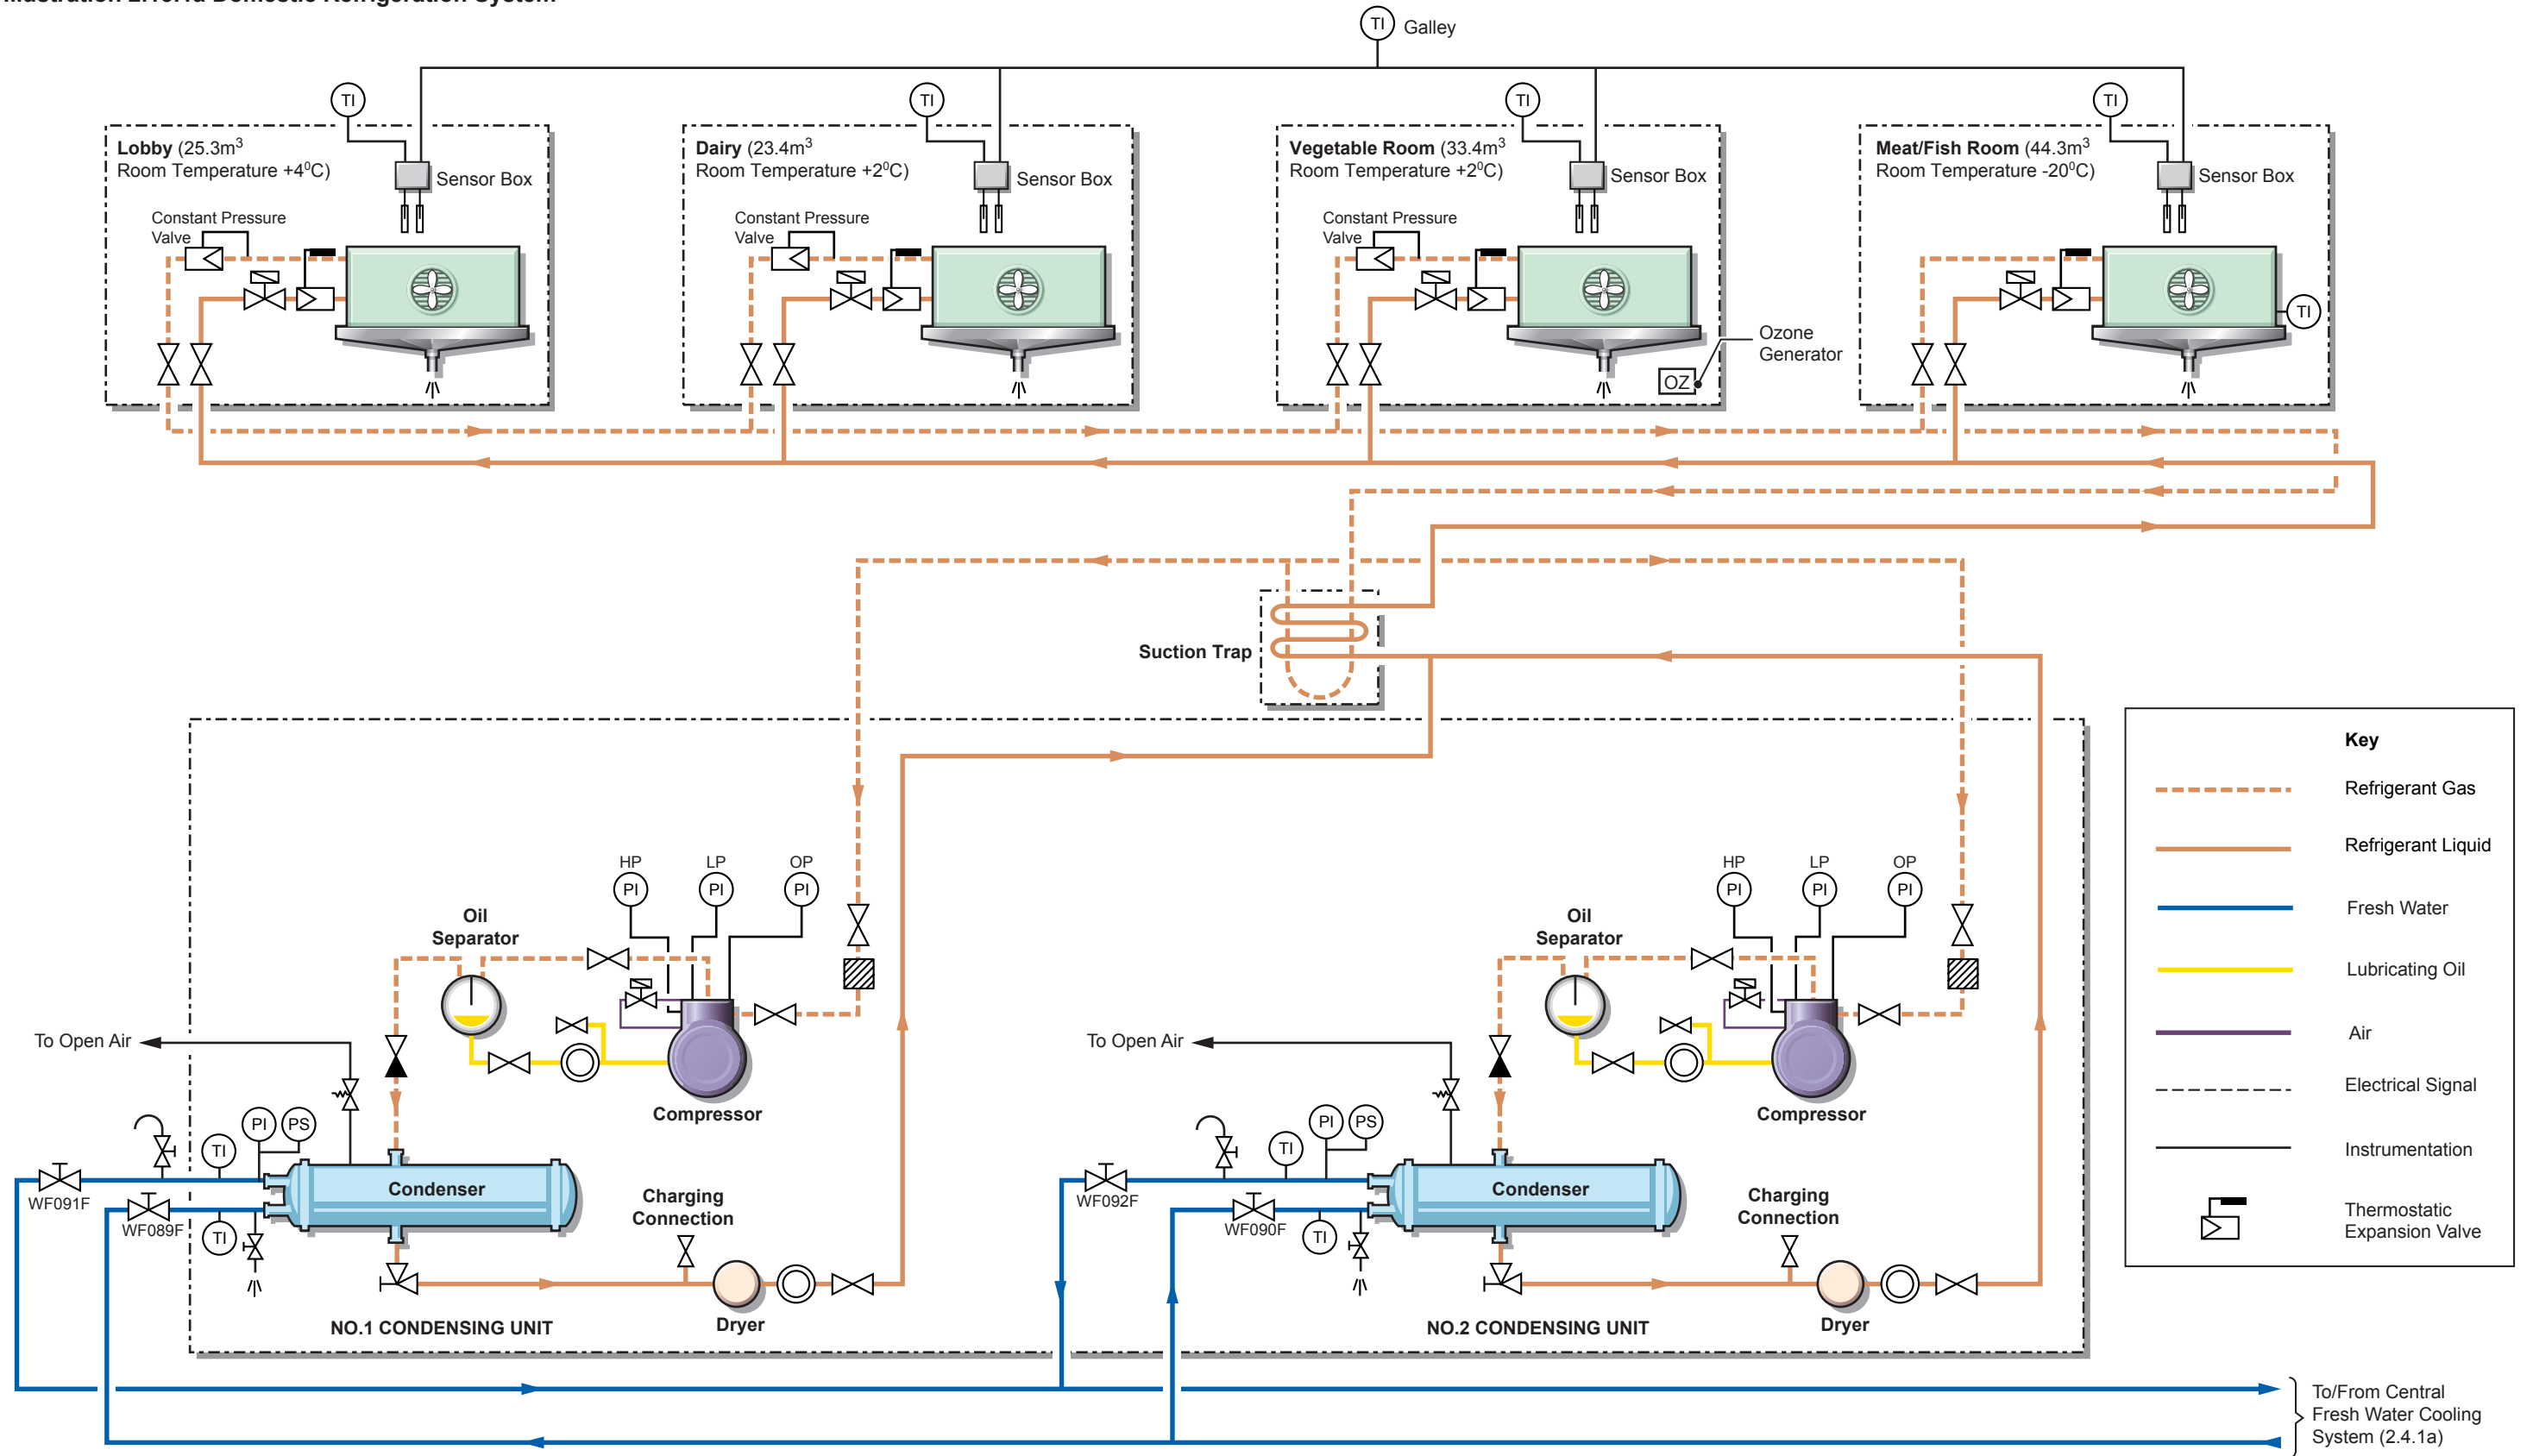 Illustration 2.15.1a Domestic Refrigeration System
TI
Galley
TI
TI
TI
TI
Lobby (25.3m3
Room Temperature +4⁰C)
Sensor Box
Constant Pressure
Valve
Dairy (23.4m3
Room Temperature +2⁰C)
Sensor Box
Constant Pressure
Valve
Vegetable Room (33.4m3
Room Temperature +2⁰C)
Sensor Box
Constant Pressure
Valve
Ozone
Generator
OZ
Meat/Fish Room (44.3m3
Room Temperature -20⁰C)
Sensor Box
TI
Suction Trap
Key
Refrigerant Gas
Refrigerant Liquid
Fresh Water
Lubricating Oil
Air
Electrical Signal
Instrumentation
Thermostatic
Expansion Valve
HP
LP
OP
PI
PI
PI
Oil
Separator
To Open Air
Compressor
PI
PS
TI
WF091F
WF089F
TI
Condenser
Charging
Connection
Dryer
NO.1 CONDENSING UNIT
HP
LP
OP
PI
PI
PI
Oil
Separator
To Open Air
Compressor
PI
PS
TI
WF092F
WF090F
TI
Condenser
Charging
Connection
Dryer
NO.2 CONDENSING UNIT
To/From Central
Fresh Water Cooling
System (2.4.1a)